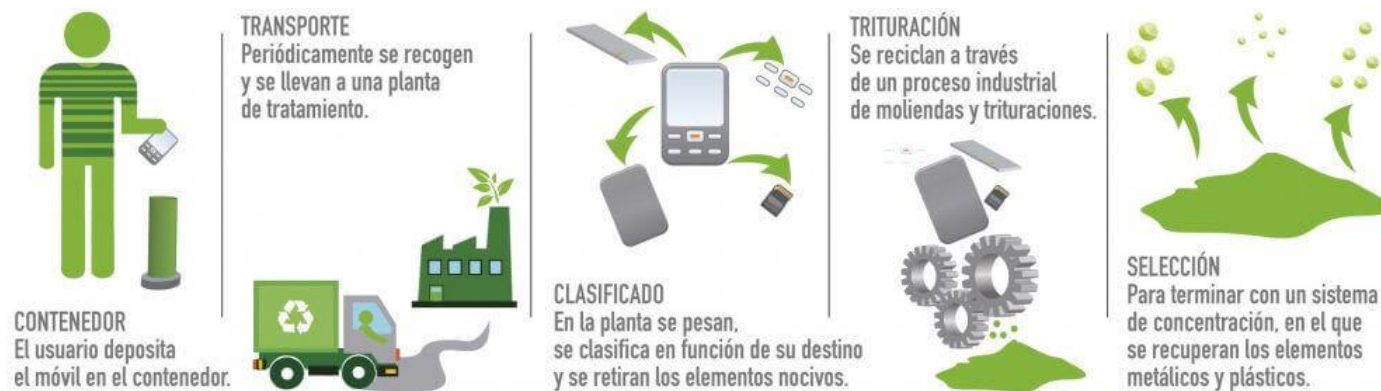 CONTENEDOR
El usuario deposita
el móvil en el contenedor.
TRANSPORTE
Periódicamente se recogen
y se llevan a una planta
de tratamiento.
CLASIFICADO
En la planta se pesan,
se clasifica en función de su destino
y se retiran los elementos nocivos.
TRITURACIÓN
Se reciclan a través
de un proceso industrial
de moliendas y trituraciones.
SELECCIÓN
Para terminar con un sistema
de concentración, en el que
se recuperan los elementos
metálicos y plásticos.